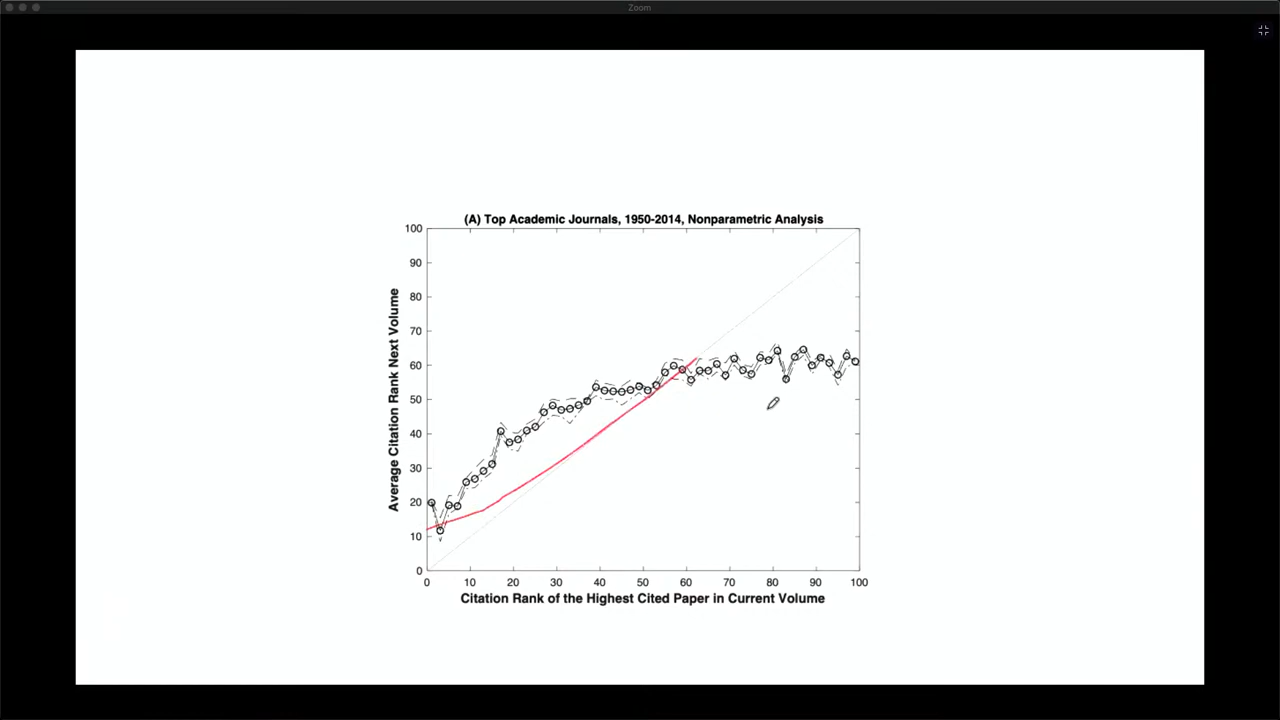 Zoom
(A) Top Academic Journals, 1950-2014, Nonparametric Analysis
100
90
80
70
60
50
40
30
20
10
0
Average Citation Rank Next Volume
0 10 20 30 40 50 60 70 80 90 100
Citation Rank of the Highest Cited Paper in Current Volume